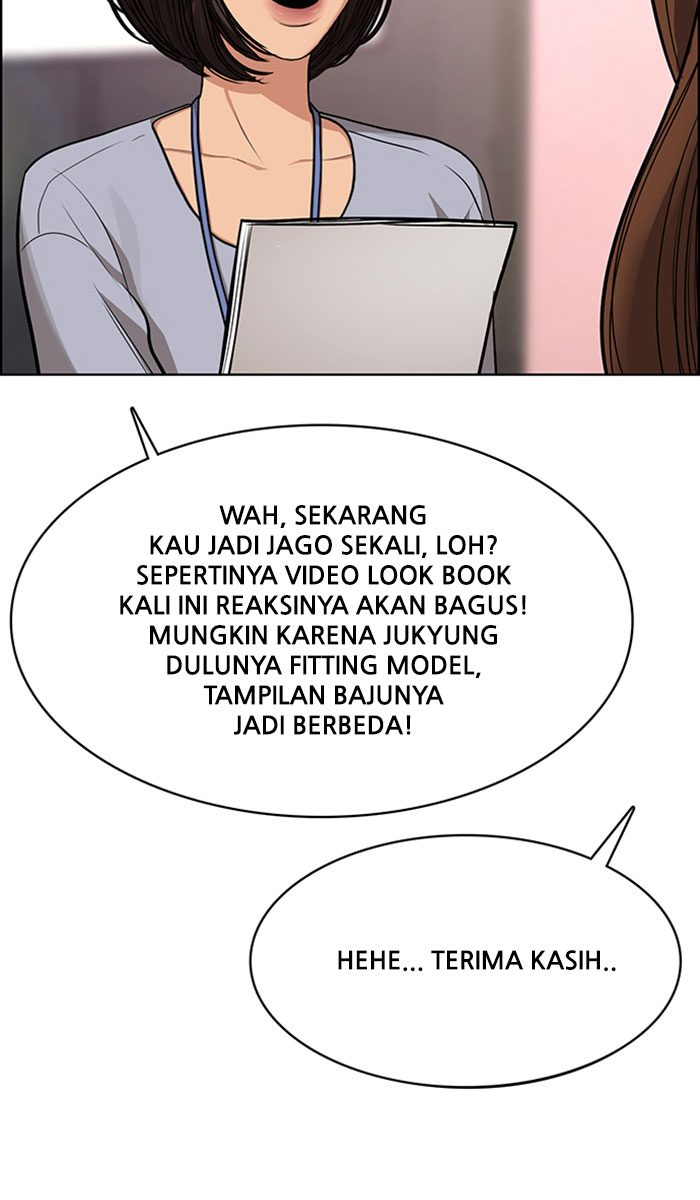 WAH, SEKARANG
KAU JADI JAGO SEKALI, LOH?
SEPERTINYA VIDEO LOOK BOOK
KALI INI REAKSINYA AKAN BAGUS!
MUNGKIN KARENA JUKYUNG
DULUNYA FITTING MODEL,
TAMPILAN BAJUNYA
JADI BERBEDA!
HEHE... TERIMA KASIH..